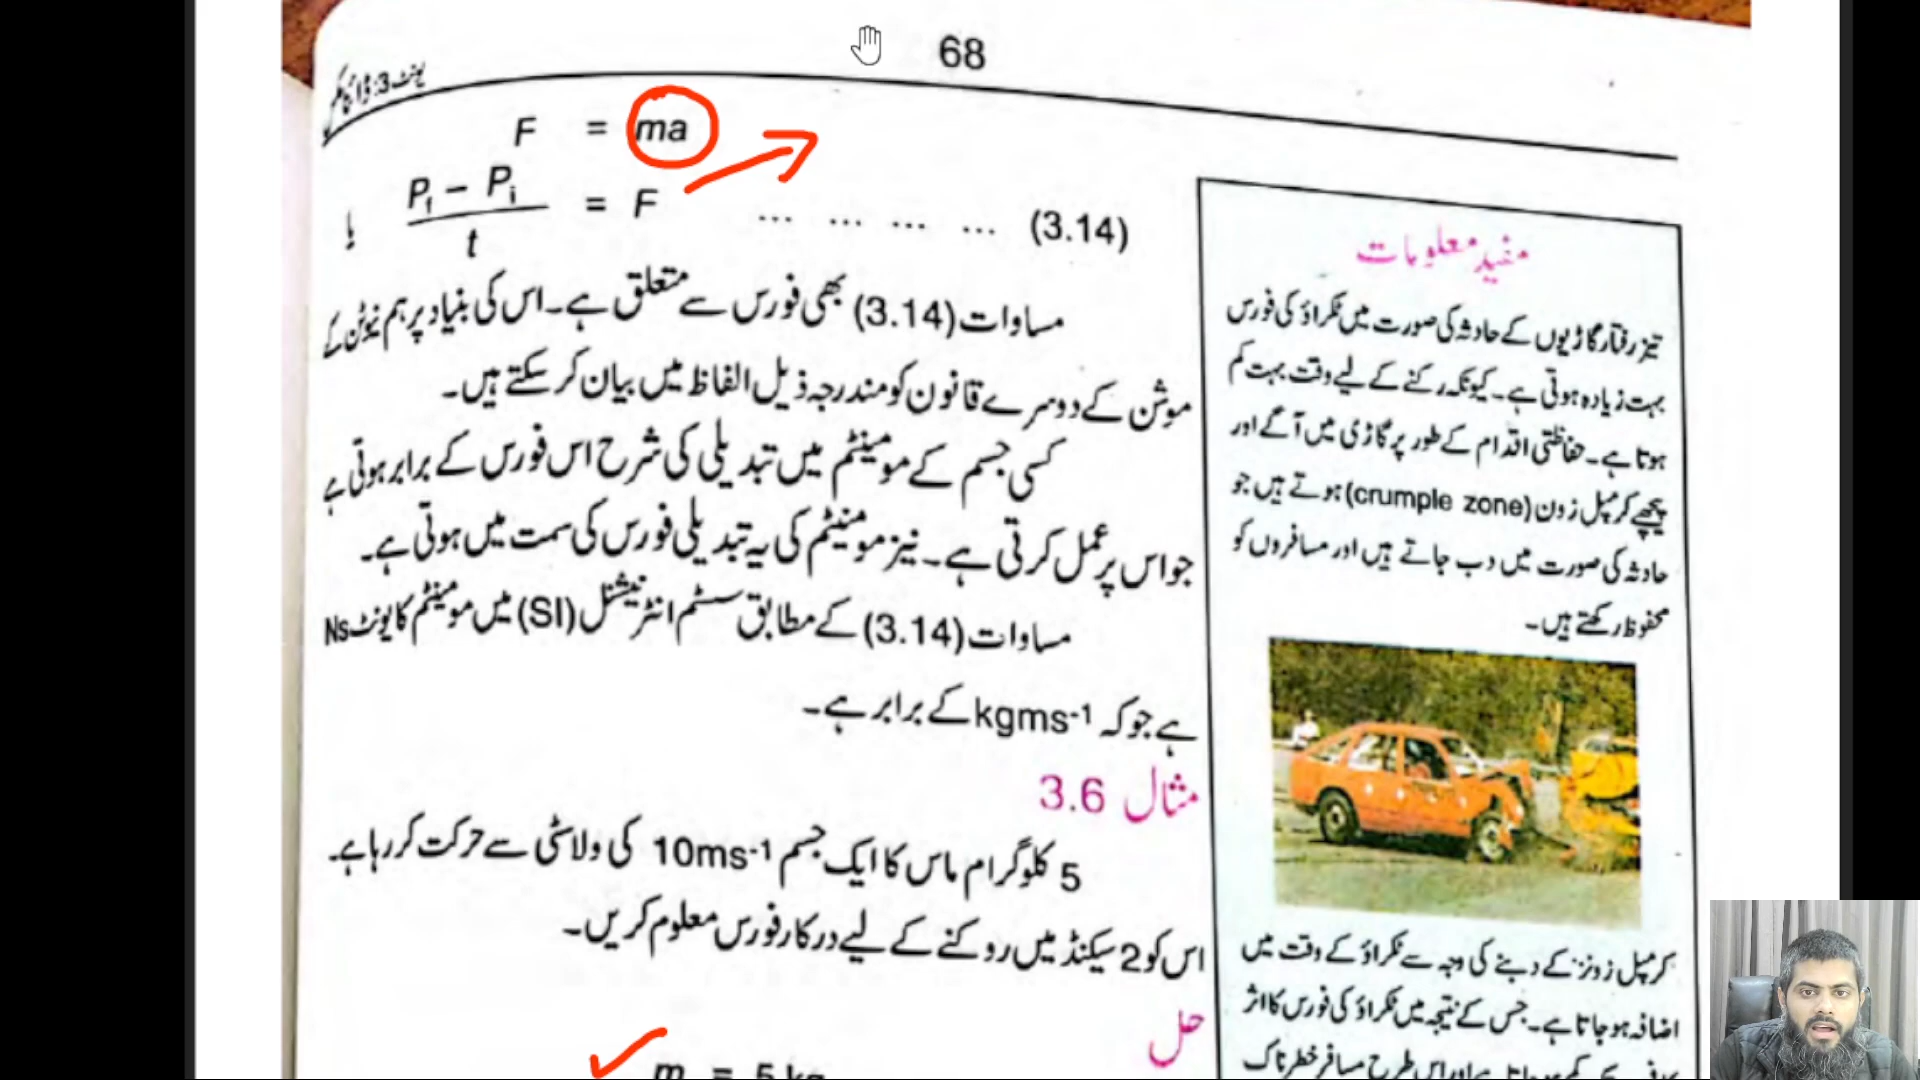 68
یونٹ 3: ڈائنامکس
F = ma
یا Pf − Pi / t = F ... ... ... ... (3.14)
مساوات (3.14) بھی فورس سے متعلق ہے۔ اس کی بنیاد پر ہم نیوٹن کے
موشن کے دوسرے قانون کو مندرجہ ذیل الفاظ میں بیان کر سکتے ہیں۔
کسی جسم کے مومینٹم میں تبدیلی کی شرح اس فورس کے برابر ہوتی ہے
جو اس پر عمل کرتی ہے۔ نیز مومینٹم کی یہ تبدیلی فورس کی سمت میں ہوتی ہے۔
مساوات (3.14) کے مطابق سسٹم انٹرنیشنل (SI) میں مومینٹم کا یونٹ Ns
ہے جو کہ kgms-1 کے برابر ہے۔
مثال 3.6
5 کلوگرام ماس کا ایک جسم 10ms-1 کی ولاسٹی سے حرکت کر رہا ہے۔
اس کو 2 سیکنڈ میں روکنے کے لیے درکار فورس معلوم کریں۔
حل
m = 5 kg
مفید معلومات
تیز رفتار گاڑیوں کے حادثہ کی صورت میں ٹکراؤ کی فورس
بہت زیادہ ہوتی ہے۔ کیونکہ رکنے کے لیے وقت بہت کم
ہوتا ہے۔ حفاظتی اقدام کے طور پر گاڑی میں آگے اور
پیچھے کرمپل زون (crumple zone) ہوتے ہیں جو
حادثہ کی صورت میں دب جاتے ہیں اور مسافروں کو
محفوظ رکھتے ہیں۔
کرمپل زونز کے دبنے کی وجہ سے ٹکراؤ کے وقت میں
اضافہ ہو جاتا ہے۔ جس کے نتیجہ میں ٹکراؤ کی فورس کا اثر
اور اس طرح مسافر خطرناک